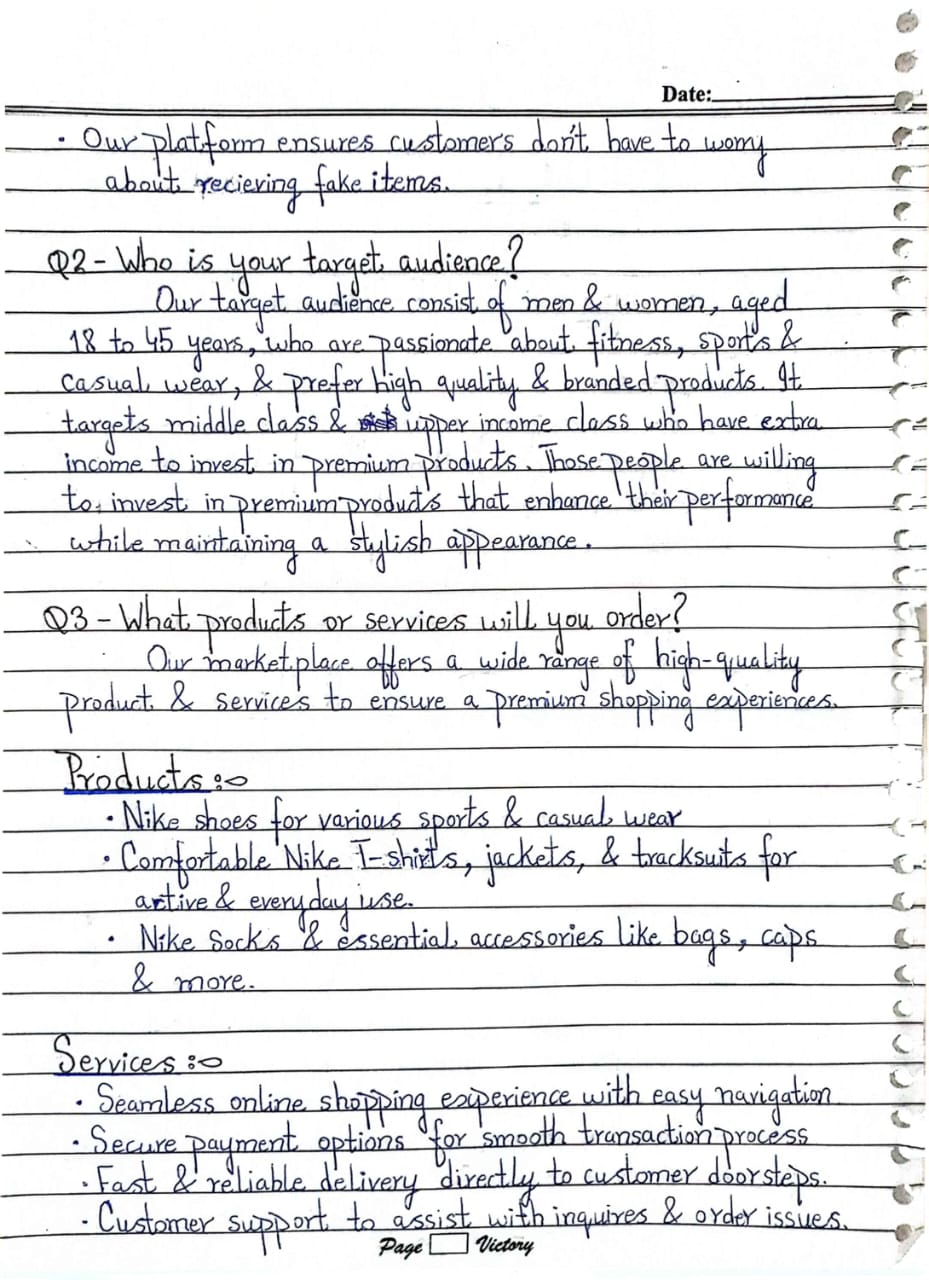 Date:
· Our platform ensures customers don't have to worry
about recieving fake items.
Q2 - Who is your target audience?
Our target audience consist of men & women, aged
18 to 45 years, who are passionate about fitness, sports &
casual wear, & prefer high quality & branded products. It
targets middle class & upper income class who have extra
income to invest in premium products. Those people are willing
to invest in premium products that enhance their performance
while maintaining a stylish appearance.
Q3 - What products or services will you order?
Our marketplace offers a wide range of high-quality
product & services to ensure a premium shopping experiences.
Products :-
· Nike shoes for various sports & casual wear
· Comfortable Nike T-shirts, jackets, & tracksuits for
active & everyday use.
· Nike Socks & essential accessories like bags, caps
& more.
Services :-
· Seamless online shopping experience with easy navigation
· Secure payment options for smooth transaction process
· Fast & reliable delivery directly to customer doorsteps.
· Customer support to assist with inquires & order issues.
Page Victory